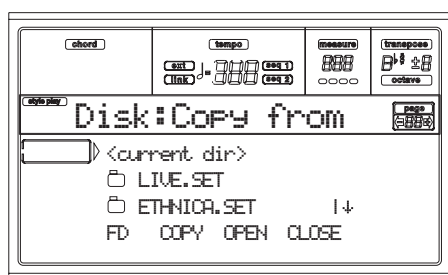 chord tempo measure transpose
ext seq 1
link seq 2
octave
style play Disk:Copy from page
<current dir>
LIVE.SET
ETHNICA.SET
FD COPY OPEN CLOSE